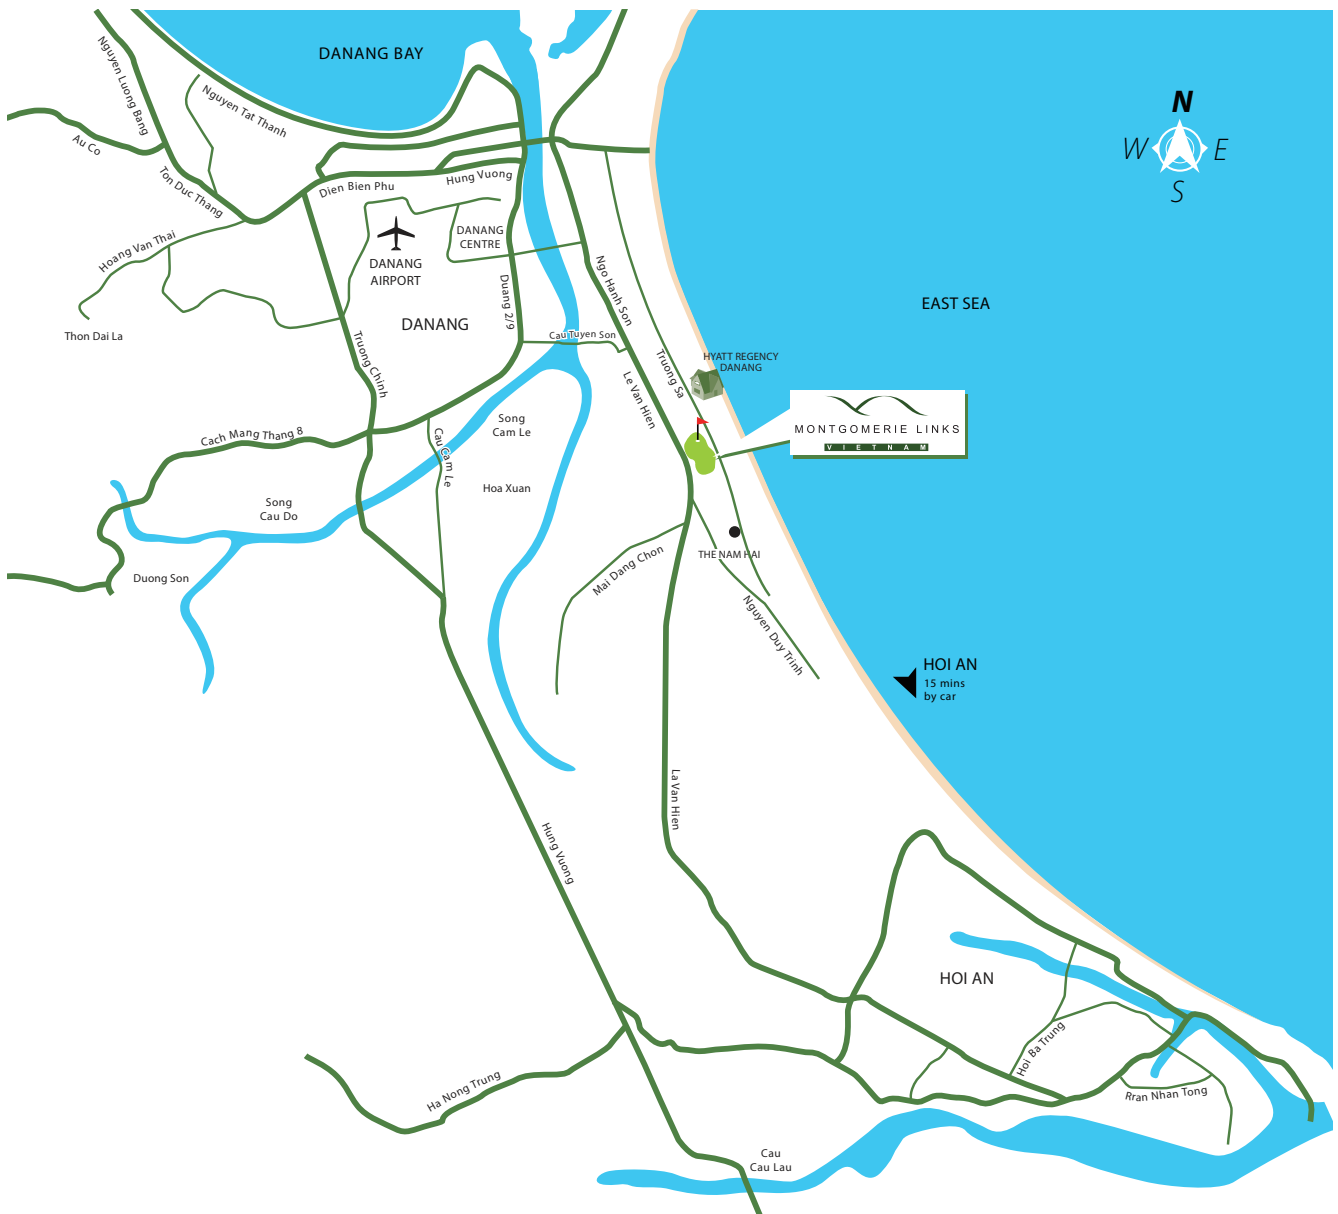 DANANG BAY
Nguyen Luong Bang
Nguyen Tat Thanh
Au Co
Ton Duc Thang
Dien Bien Phu
Hung Vuong
N
W
E
S
Hoang Van Thai
DANANG
CENTRE
DANANG
AIRPORT
Ngo Hanh Son
Duang 2/9
EAST SEA
DANANG
Thon Dai La
Cau Tuyen Son
Truong Chinh
Truong Sa
HYATT REGENCY
DANANG
Le Van Hien
MONTGOMERIE LINKS
VIETNAM
Song
Cam Le
Cach Mang Thang 8
Cau Cam Le
Hoa Xuan
Song
Cau Do
THE NAM HAI
Mai Dang Chon
Duong Son
Nguyen Duy Trinh
HOI AN
15 mins
by car
La Van Hien
Hung Vuong
HOI AN
Hoi Ba Trung
Ha Nong Trung
Rran Nhan Tong
Cau
Cau Lau